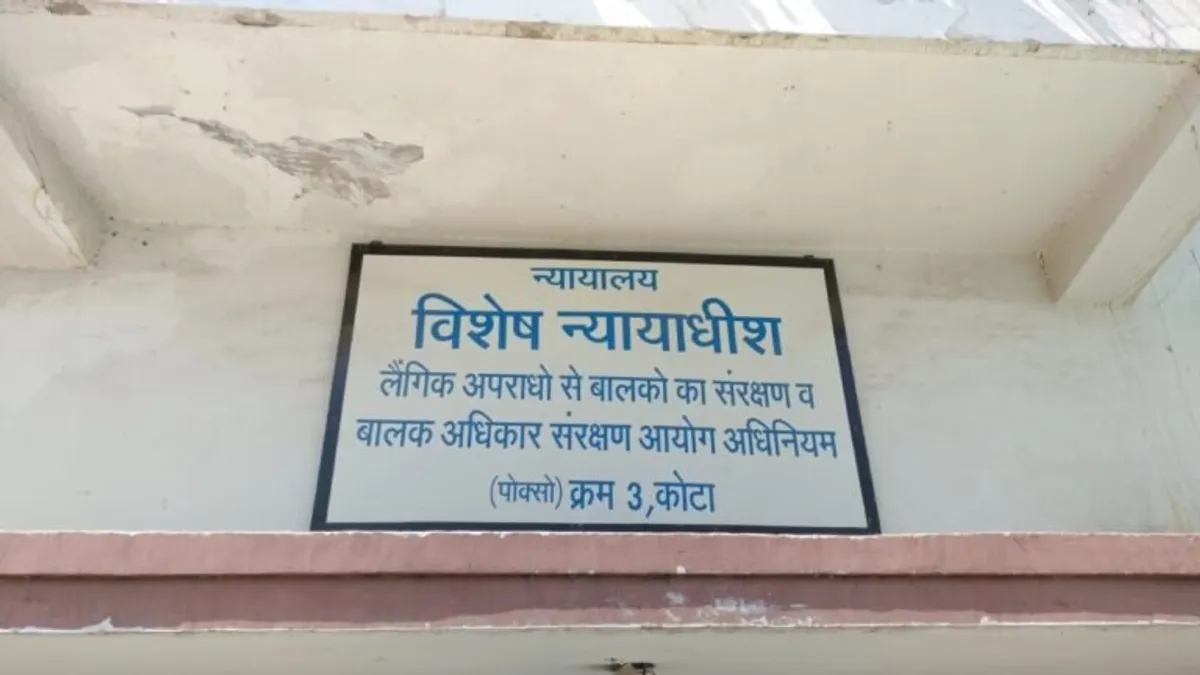 न्यायालय
विशेष न्यायाधीश
लैंगिक अपराधो से बालको का संरक्षण व
बालक अधिकार संरक्षण आयोग अधिनियम
(पोक्सो) क्रम 3,कोटा